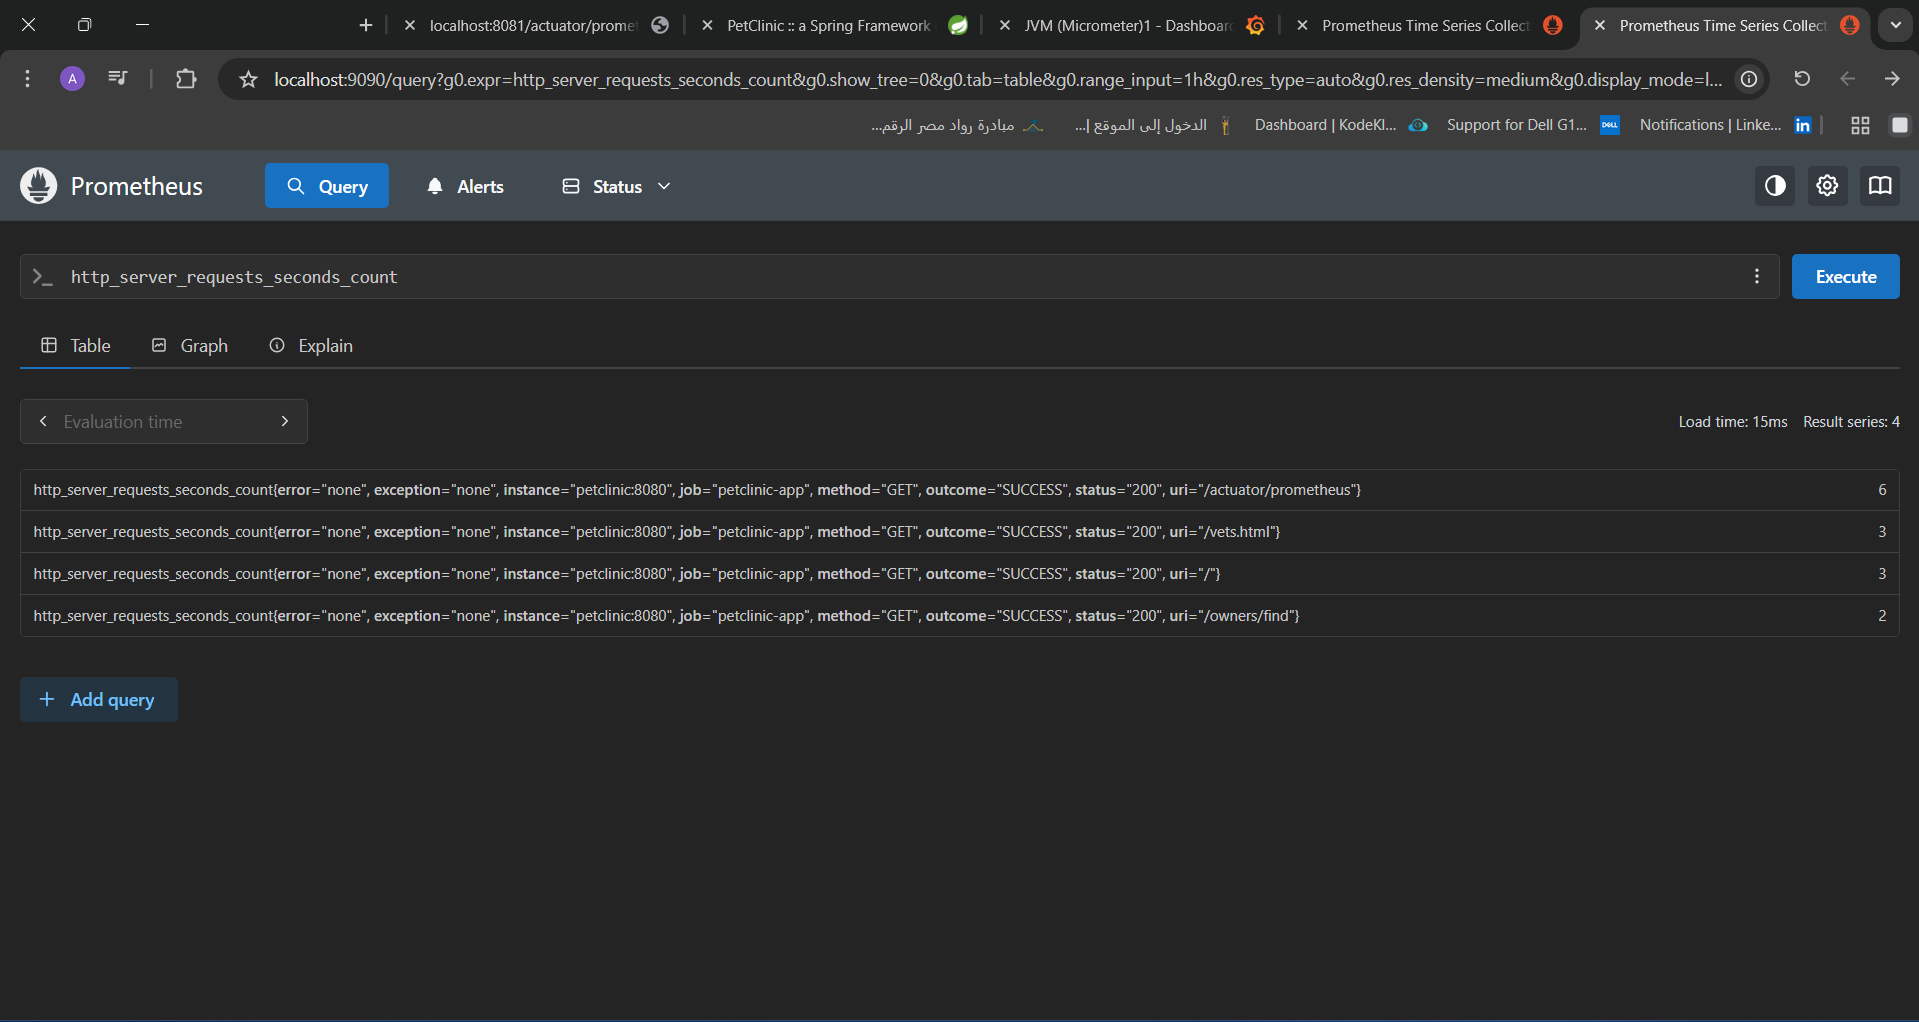 localhost:8081/actuator/promet
PetClinic :: a Spring Framework
JVM (Micrometer)1 - Dashboard
Prometheus Time Series Collect
Prometheus Time Series Collect
A
localhost:9090/query?g0.expr=http_server_requests_seconds_count&g0.show_tree=0&g0.tab=table&g0.range_input=1h&g0.res_type=auto&g0.res_density=medium&g0.display_mode=l...
مبادرة رواد مصر الرقم...
الدخول إلى الموقع |...
Dashboard | KodeKl...
Support for Dell G1...
DELL
Notifications | Linke...
in
Prometheus
Query
Alerts
Status
>_ http_server_requests_seconds_count
Execute
Table
Graph
Explain
Evaluation time
Load time: 15ms
Result series: 4
http_server_requests_seconds_count{error="none", exception="none", instance="petclinic:8080", job="petclinic-app", method="GET", outcome="SUCCESS", status="200", uri="/actuator/prometheus"} 6
http_server_requests_seconds_count{error="none", exception="none", instance="petclinic:8080", job="petclinic-app", method="GET", outcome="SUCCESS", status="200", uri="/vets.html"} 3
http_server_requests_seconds_count{error="none", exception="none", instance="petclinic:8080", job="petclinic-app", method="GET", outcome="SUCCESS", status="200", uri="/"} 3
http_server_requests_seconds_count{error="none", exception="none", instance="petclinic:8080", job="petclinic-app", method="GET", outcome="SUCCESS", status="200", uri="/owners/find"} 2
+ Add query